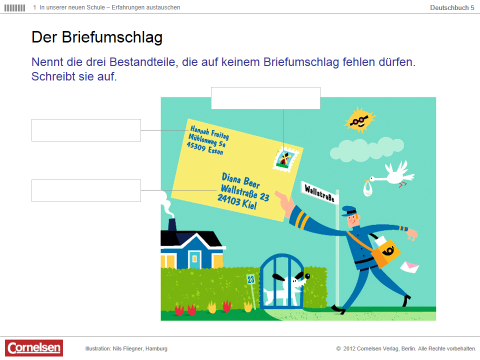 1 In unserer neuen Schule – Erfahrungen austauschen
Deutschbuch 5
Der Briefumschlag
Nennt die drei Bestandteile, die auf keinem Briefumschlag fehlen dürfen.
Schreibt sie auf.
Hannah Freitag
Mühlenweg 5a
45309 Essen
Diana Beer
Wallstraße 23
24103 Kiel
Wallstraße
23
Cornelsen
Illustration: Nils Fliegner, Hamburg
© 2012 Cornelsen Verlag, Berlin. Alle Rechte vorbehalten.